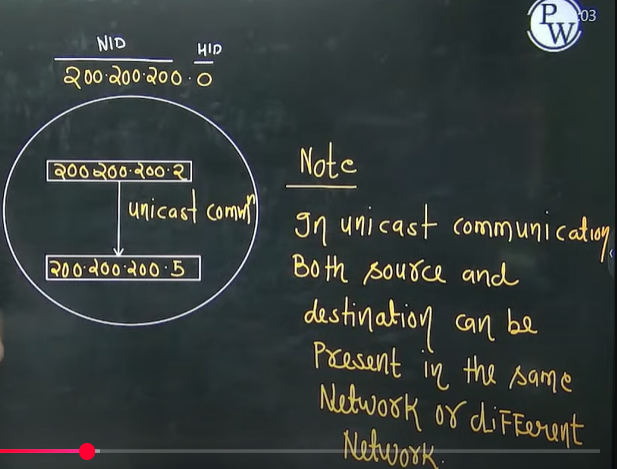 PW
:03
NID HID
200.200.200.0
200.200.200.2
unicast commⁿ
200.200.200.5
Note
In unicast communication
Both source and
destination can be
Present in the same
Network or different
Network.